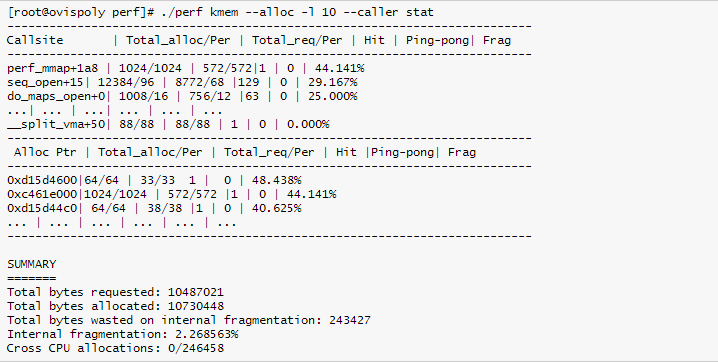 [root@ovispoly perf]# ./perf kmem --alloc -l 10 --caller stat
---------------------------------------------------------------------------
Callsite       | Total_alloc/Per | Total_req/Per | Hit | Ping-pong| Frag
---------------------------------------------------------------------------
perf_mmap+1a8 | 1024/1024 | 572/572|1 | 0 | 44.141%
seq_open+15| 12384/96 | 8772/68 |129 | 0 | 29.167%
do_maps_open+0| 1008/16 | 756/12 |63 | 0 | 25.000%
...| ... | ...| ... | ... | ...
__split_vma+50| 88/88 | 88/88 | 1 | 0 | 0.000%
---------------------------------------------------------------------------
Alloc Ptr | Total_alloc/Per | Total_req/Per | Hit |Ping-pong| Frag
---------------------------------------------------------------------------
0xd15d4600|64/64 | 33/33  1 |  0 | 48.438%
0xc461e000|1024/1024 | 572/572 |1 | 0 | 44.141%
0xd15d44c0| 64/64 | 38/38 |1 |  0 | 40.625%
... | ... | ... | ... | ... | ...
---------------------------------------------------------------------------
SUMMARY
=======
Total bytes requested: 10487021
Total bytes allocated: 10730448
Total bytes wasted on internal fragmentation: 243427
Internal fragmentation: 2.268563%
Cross CPU allocations: 0/246458